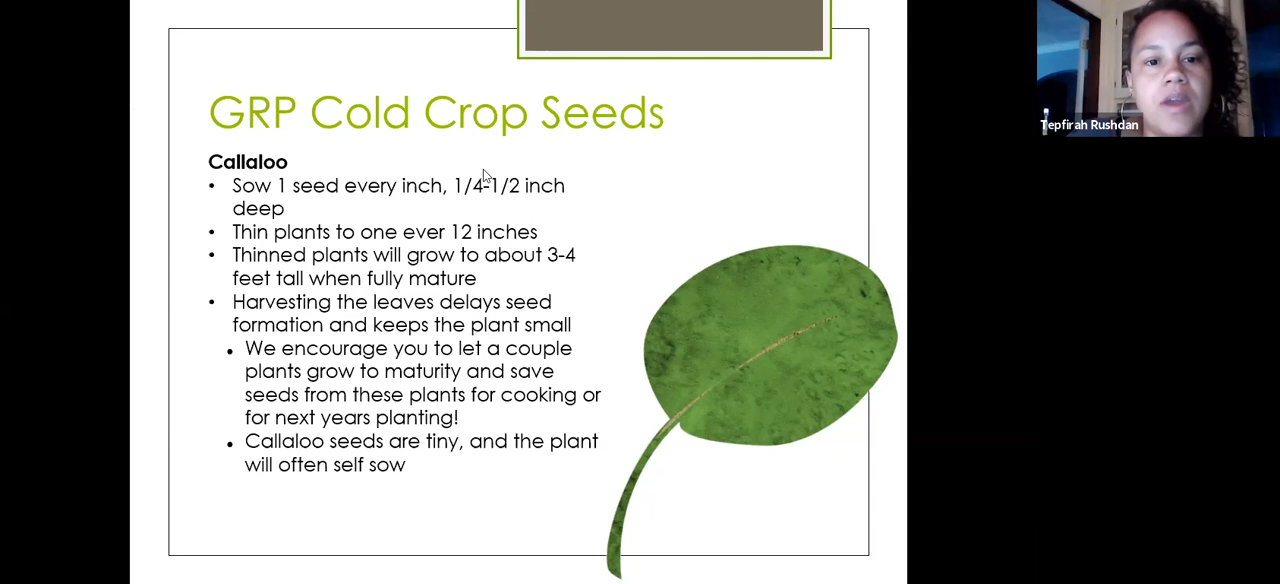 GRP Cold Crop Seeds
Tepfirah Rushdan
Callaloo
• Sow 1 seed every inch, 1/4-1/2 inch
deep
• Thin plants to one ever 12 inches
• Thinned plants will grow to about 3-4
feet tall when fully mature
• Harvesting the leaves delays seed
formation and keeps the plant small
• We encourage you to let a couple
plants grow to maturity and save
seeds from these plants for cooking or
for next years planting!
• Callaloo seeds are tiny, and the plant
will often self sow